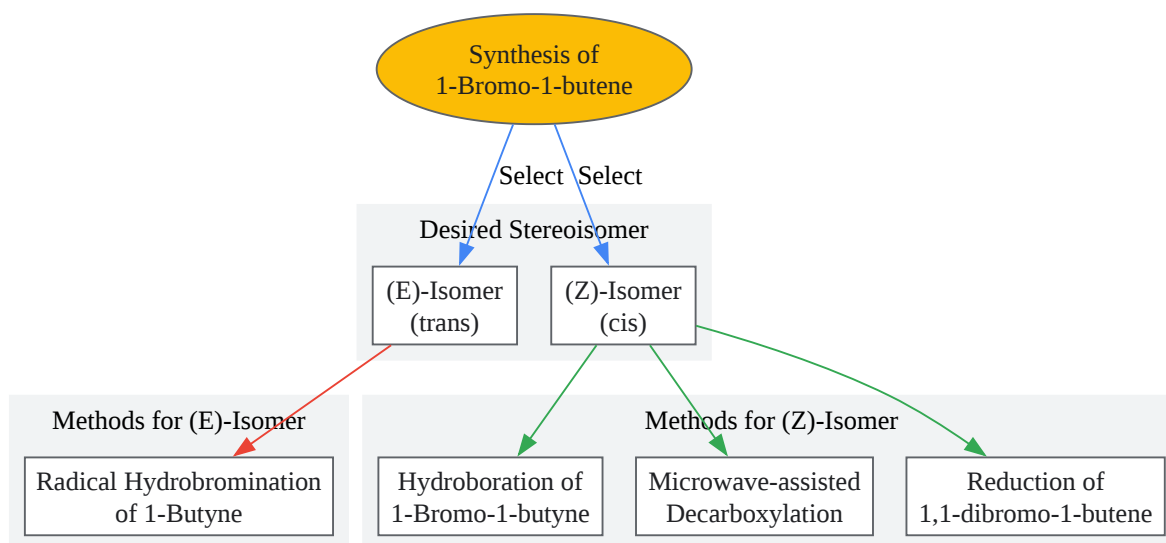 Synthesis of
1-Bromo-1-butene
Select
Select
Desired Stereoisomer
(E)-Isomer
(trans)
(Z)-Isomer
(cis)
Methods for (E)-Isomer
Radical Hydrobromination
of 1-Butyne
Methods for (Z)-Isomer
Hydroboration of
1-Bromo-1-butyne
Microwave-assisted
Decarboxylation
Reduction of
1,1-dibromo-1-butene